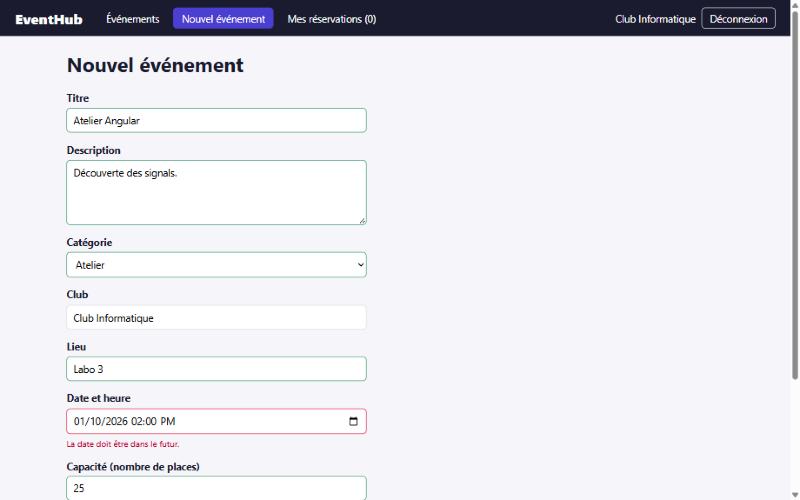 EventHub Événements Nouvel événement Mes réservations (0) Club Informatique Déconnexion
Nouvel événement
Titre
Atelier Angular
Description
Découverte des signals.
Catégorie
Atelier
Club
Club Informatique
Lieu
Labo 3
Date et heure
01/10/2026 02:00 PM
La date doit être dans le futur.
Capacité (nombre de places)
25